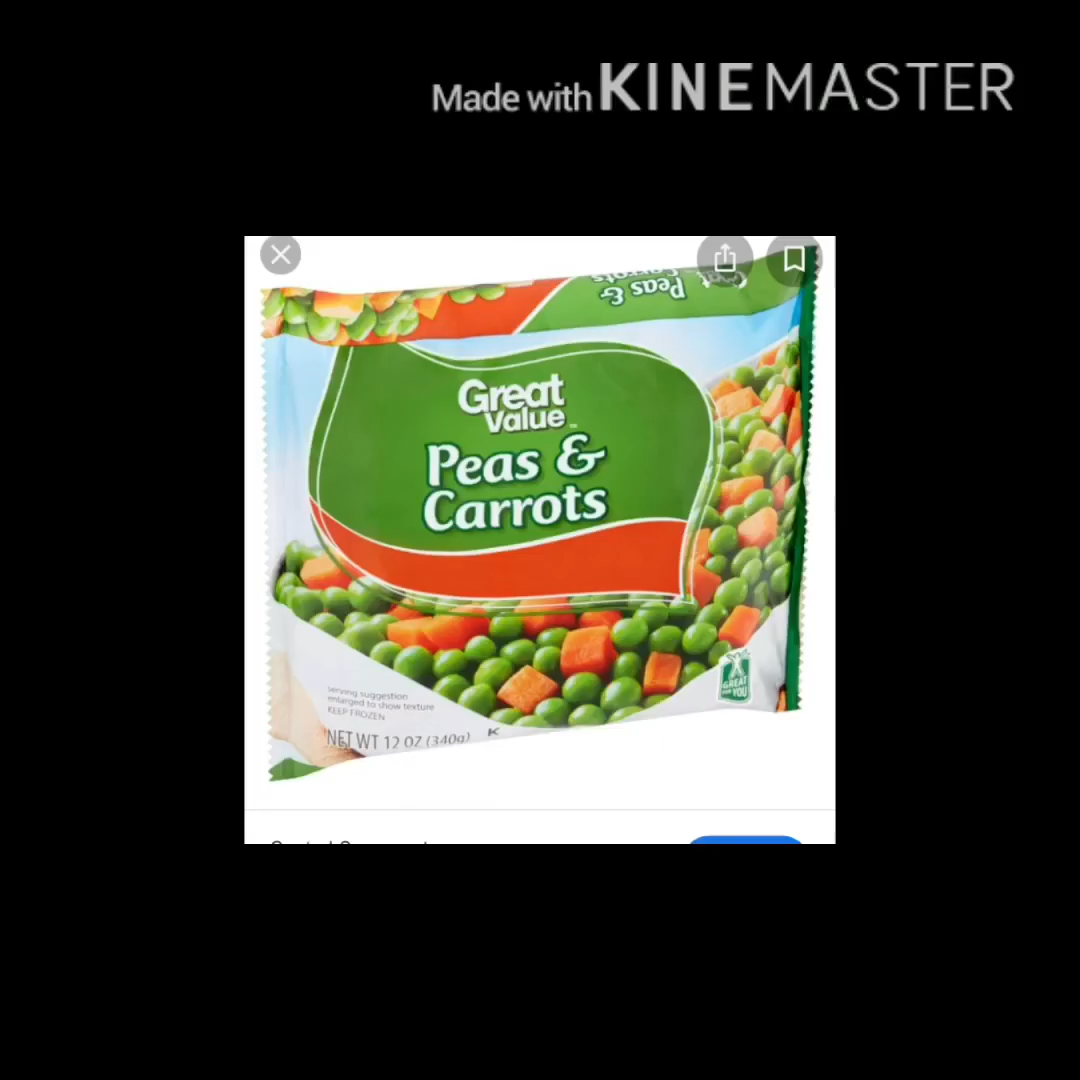 Made with KINEMASTER
Peas &
Carrots
Great
Value
Peas &
Carrots
GREAT
FOR YOU
serving suggestion
enlarged to show texture
KEEP FROZEN
NET WT 12 OZ (340g)
K